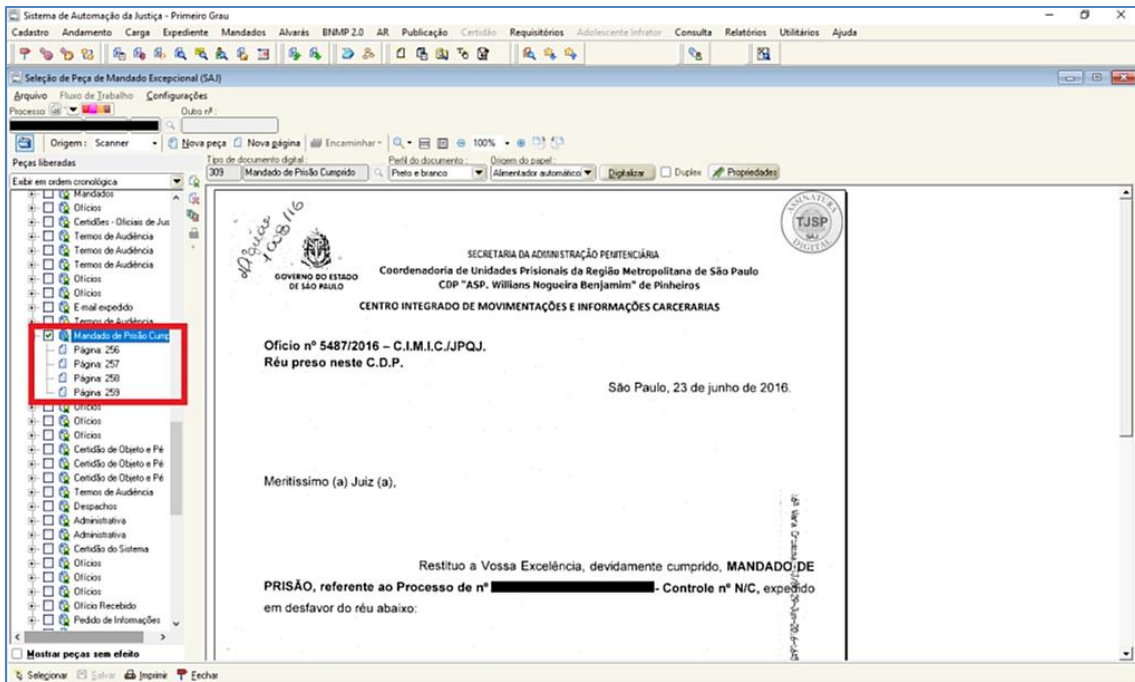 Sistema de Automação da Justiça - Primeiro Grau
Cadastro Andamento Carga Expediente Mandados Alvarás BNMP 2.0 AR Publicação Certidão Requisitórios Adolescente Infrator Consulta Relatórios Utilitários Ajuda
Seleção de Peça de Mandado Excepcional (SAJ)
Arquivo Fluxo de Trabalho Configurações
Processo
Outro nº :
Origem : Scanner
Nova peça
Nova página
Encaminhar
100%
Peças liberadas
Tipo de documento digital :
Perfil do documento :
Origem do papel :
309
Mandado de Prisão Cumprido
Preto e branco
Alimentador automático
Digitalizar
Duplex
Propriedades
Exibir em ordem cronológica
Mandados
Ofícios
Certidões - Oficiais de Jus
Termos de Audiência
Termos de Audiência
Termos de Audiência
Ofícios
Ofícios
E-mail expedido
Termos de Audiência
Mandado de Prisão Cump
Página: 256
Página: 257
Página: 258
Página: 259
Ofícios
Ofícios
Ofícios
Certidão de Objeto e Pé
Certidão de Objeto e Pé
Certidão de Objeto e Pé
Termos de Audiência
Despachos
Administrativa
Administrativa
Certidão do Sistema
Ofícios
Ofícios
Ofícios
Ofício Recebido
Pedido de Informações
Mostrar peças sem efeito
Selecionar Salvar Imprimir Fechar
ASSINATURA
TJSP
SAJ
DIGITAL
GOVERNO DO ESTADO
DE SÃO PAULO
SECRETARIA DA ADMINISTRAÇÃO PENITENCIÁRIA
Coordenadoria de Unidades Prisionais da Região Metropolitana de São Paulo
CDP "ASP. Willians Nogueira Benjamim" de Pinheiros
CENTRO INTEGRADO DE MOVIMENTAÇÕES E INFORMAÇÕES CARCERARIAS
Ofício nº 5487/2016 – C.I.M.I.C./JPQJ.
Réu preso neste C.D.P.
São Paulo, 23 de junho de 2016.
Meritíssimo (a) Juiz (a),
Restituo a Vossa Excelência, devidamente cumprido, MANDADO DE
PRISÃO, referente ao Processo de nº - Controle nº N/C, expedido
em desfavor do réu abaixo: